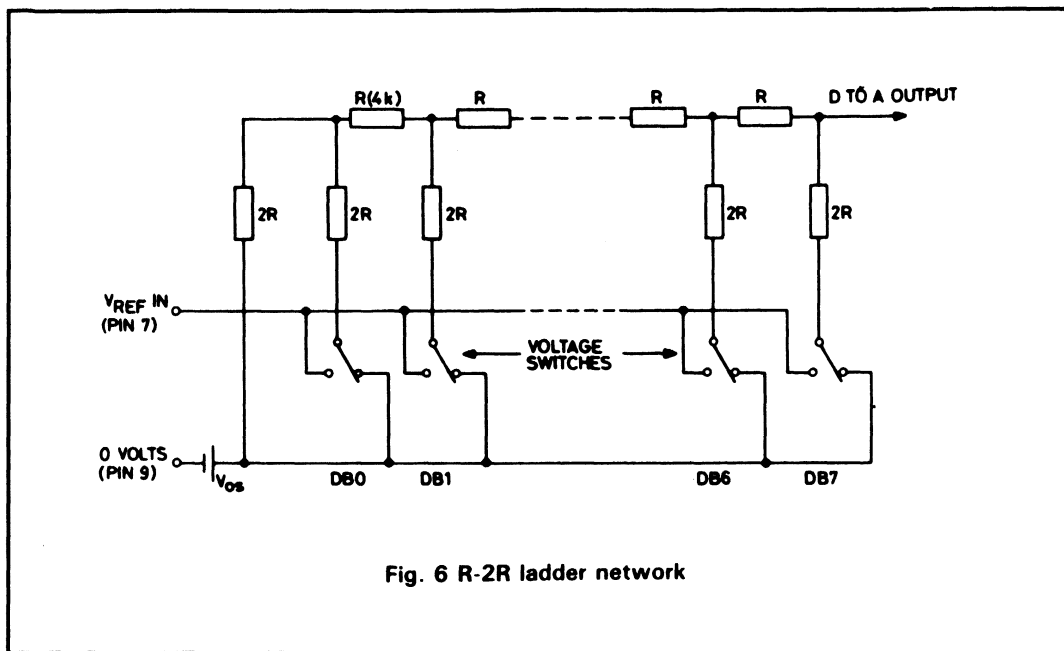 R(4k) R R R D TO A OUTPUT
2R 2R 2R 2R 2R
VREF IN
(PIN 7)
VOLTAGE
SWITCHES
0 VOLTS
(PIN 9)
Vos DB0 DB1 DB6 DB7
Fig. 6 R-2R ladder network